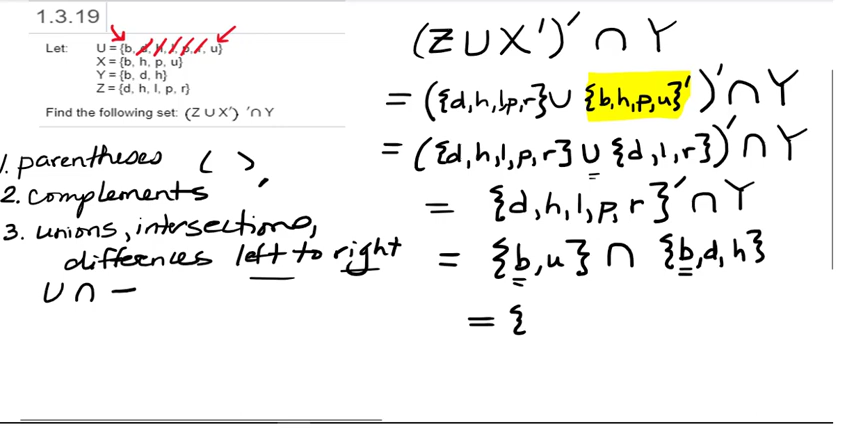 1.3.19
Let: U = {b, d, h, l, p, r, u}
X = {b, h, p, u}
Y = {b, d, h}
Z = {d, h, l, p, r}
Find the following set: (Z ∪ X′) ′∩ Y
1. parentheses ( ),
2. complements ′
3. unions, intersections,
differences left to right
∪ ∩ −
(Z ∪ X′)′ ∩ Y
= ({d,h,l,p,r} ∪ {b,h,p,u}′)′ ∩ Y
= ({d,h,l,p,r} ∪ {d,l,r})′ ∩ Y
= {d,h,l,p,r}′ ∩ Y
= {b,u} ∩ {b,d,h}
= {